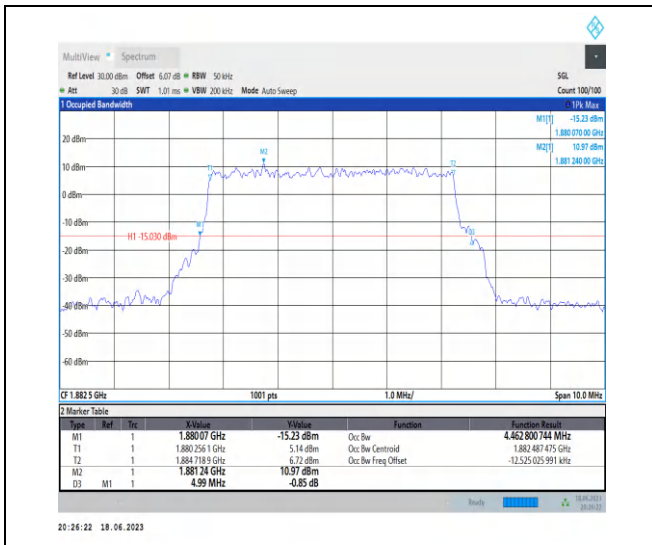 MultiView Spectrum
Ref Level 30.00 dBm Offset 6.07 dB RBW 50 kHz SGL
Att 30 dB SWT 1.01 ms VBW 200 kHz Mode Auto Sweep Count 100/100
1 Occupied Bandwidth 1Pk Max
M1[1] -15.23 dBm
1.880 070 00 GHz
M2[1] 10.97 dBm
1.881 240 00 GHz
20 dBm
M2
T1 T2
10 dBm
0 dBm
-10 dBm
M1
D3
H1 -15.030 dBm
-20 dBm
-30 dBm
-40 dBm
-50 dBm
-60 dBm
CF 1.882 5 GHz 1001 pts 1.0 MHz/ Span 10.0 MHz
2 Marker Table
Type Ref Trc X-Value Y-Value Function Function Result
M1 1 1.88007 GHz -15.23 dBm Occ Bw 4.462 800 744 MHz
T1 1 1.880 256 1 GHz 5.14 dBm Occ Bw Centroid 1.882 487 475 GHz
T2 1 1.884 718 9 GHz 6.72 dBm Occ Bw Freq Offset -12.525 025 991 kHz
M2 1 1.881 24 GHz 10.97 dBm
D3 M1 1 4.99 MHz -0.85 dB
Ready 18.06.2023
20:26:22
20:26:22 18.06.2023